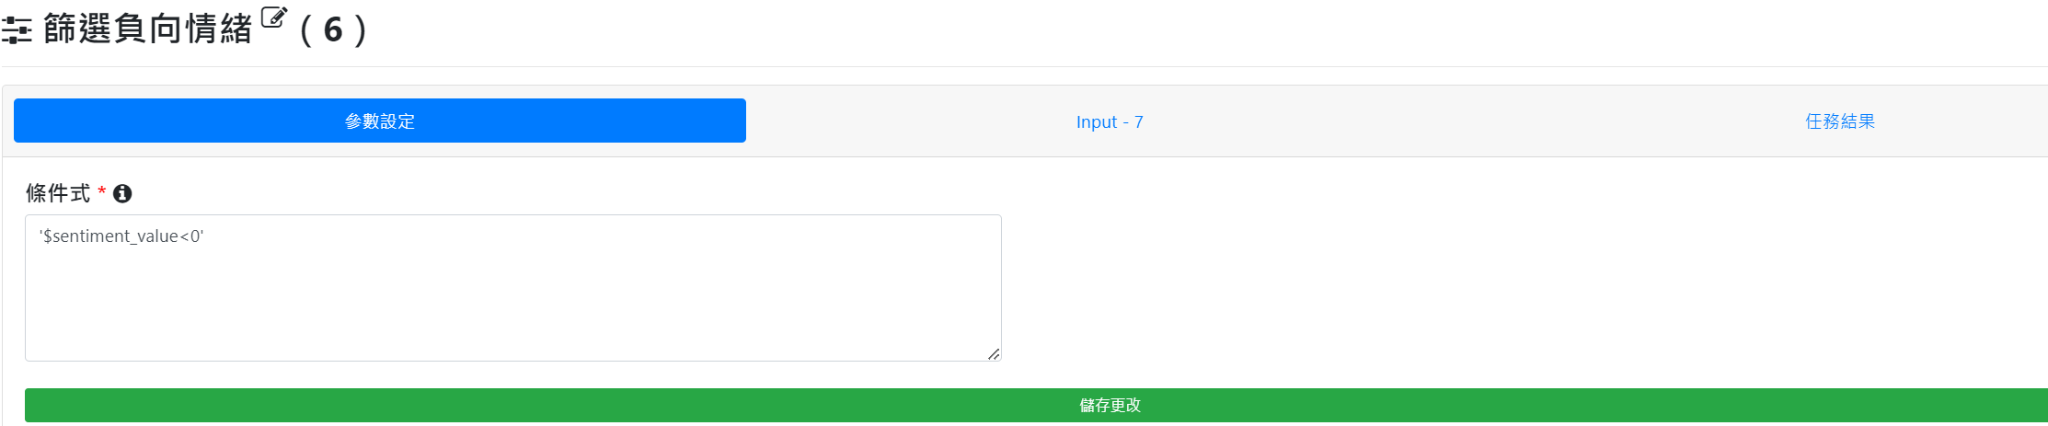 篩選負向情緒 ( 6 )
參數設定 Input - 7 任務結果
條件式 *
'$sentiment_value<0'
儲存更改